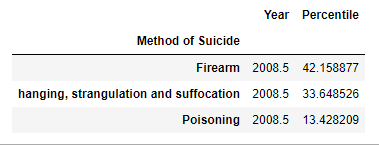 Year Percentile
Method of Suicide
Firearm 2008.5 42.158877
hanging, strangulation and suffocation 2008.5 33.648526
Poisoning 2008.5 13.428209